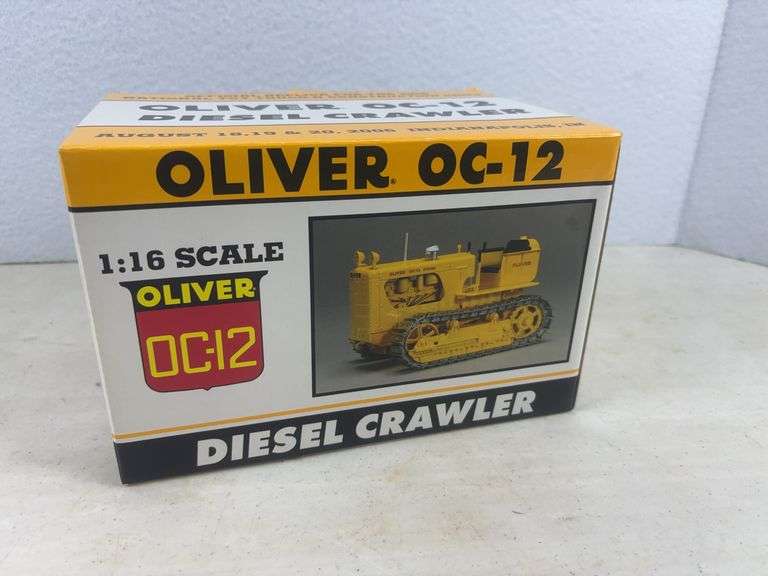 OLIVER OC-12
DIESEL CRAWLER
AUGUST 18,19 & 20, 2000 INDIANAPOLIS, IN
OLIVER® OC-12
1:16 SCALE
OLIVER
OC-12
DIESEL CRAWLER